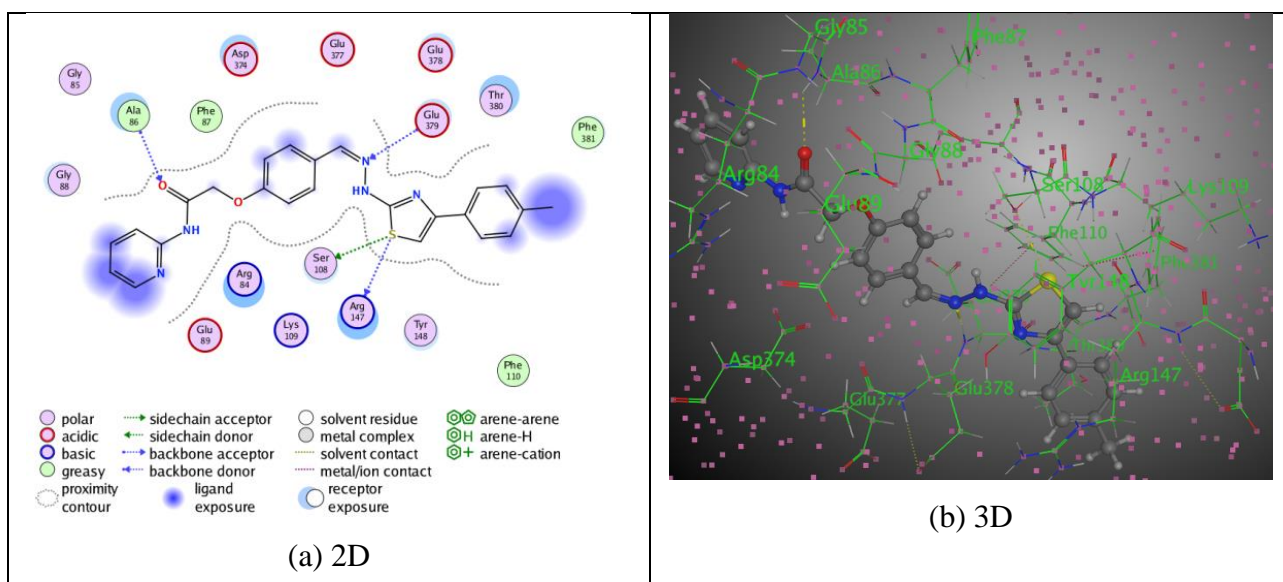 Gly
85
Ala
86
Phe
87
Gly
88
Asp
374
Glu
377
Glu
378
Thr
380
Glu
379
Phe
381
O
O
NH
N
N
NH
N
S
Ser
108
Arg
84
Glu
89
Lys
109
Arg
147
Tyr
148
Phe
110
polar
acidic
basic
greasy
proximity
contour
sidechain acceptor
sidechain donor
backbone acceptor
backbone donor
ligand
exposure
solvent residue
metal complex
solvent contact
metal/ion contact
receptor
exposure
arene-arene
H arene-H
+ arene-cation
(a) 2D
Gly85
Phe87
Ala86
Gly88
Arg84
Ser108
Lys109
Glu89
Phe110
Asp374
Glu377
Glu378
Arg147
(b) 3D